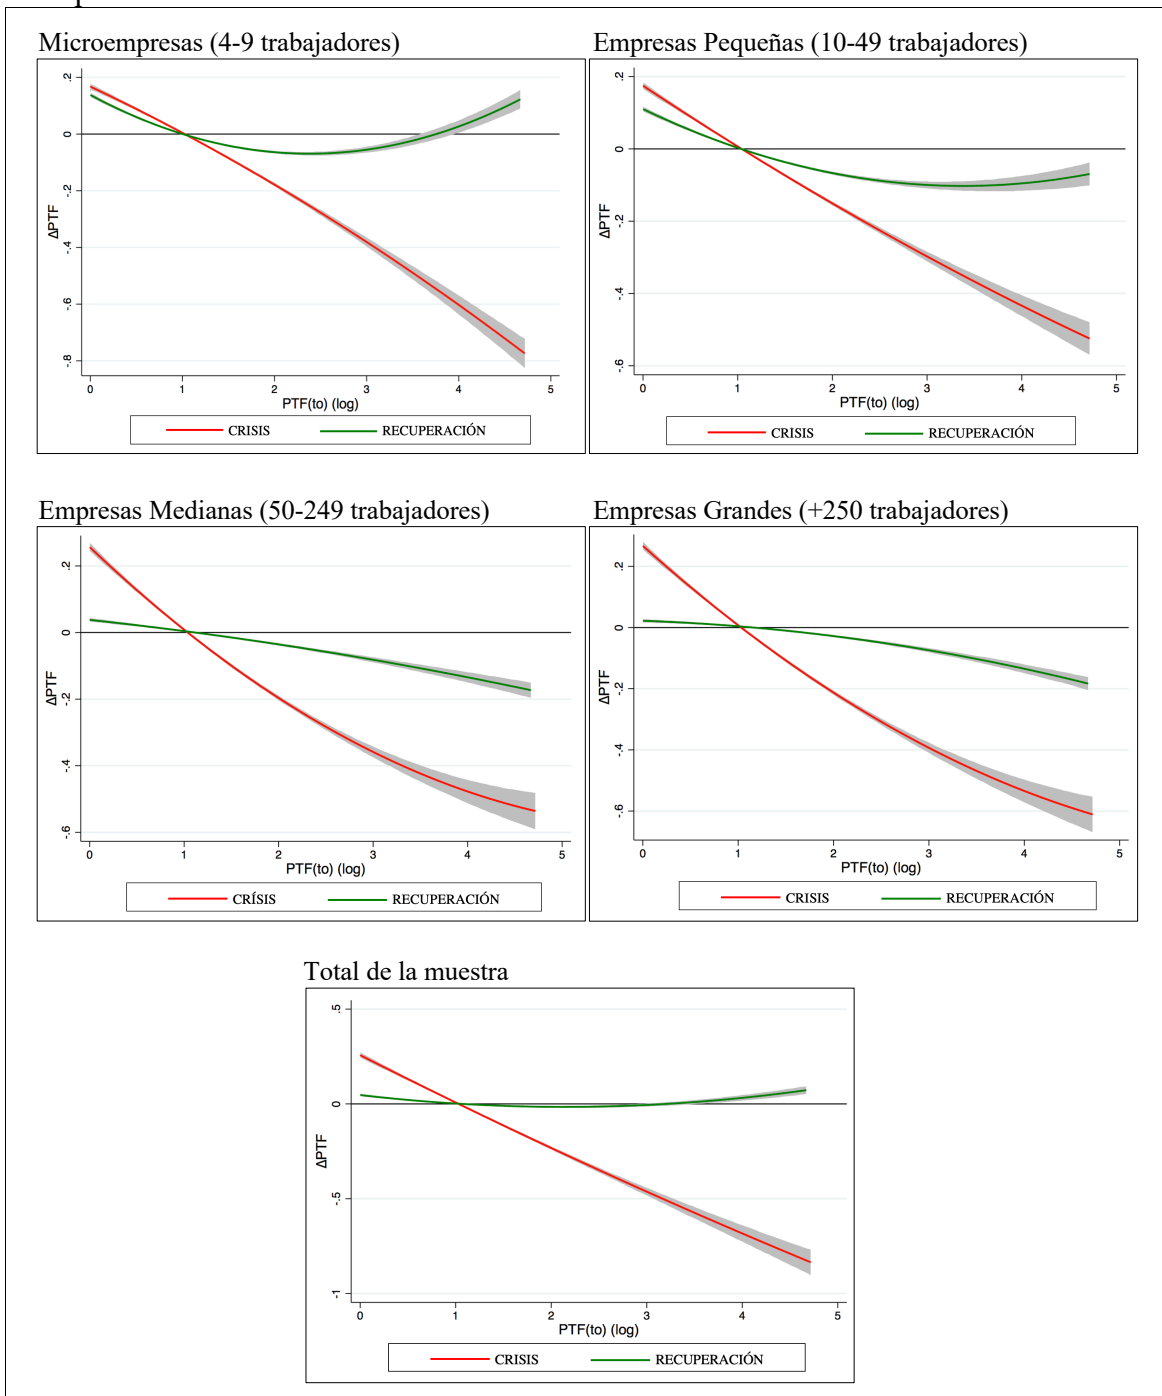 Microempresas (4-9 trabajadores)
.2
0
-.2
-.4
-.6
-.8
ΔPTF
0 1 2 3 4 5
PTF(to) (log)
CRISIS RECUPERACIÓN
Empresas Pequeñas (10-49 trabajadores)
.2
0
-.2
-.4
-.6
ΔPTF
0 1 2 3 4 5
PTF(to) (log)
CRISIS RECUPERACIÓN
Empresas Medianas (50-249 trabajadores)
.2
0
-.2
-.4
-.6
ΔPTF
0 1 2 3 4 5
PTF(to) (log)
CRÍSIS RECUPERACIÓN
Empresas Grandes (+250 trabajadores)
.2
0
-.2
-.4
-.6
ΔPTF
0 1 2 3 4 5
PTF(to) (log)
CRISIS RECUPERACIÓN
Total de la muestra
.5
0
-.5
-1
ΔPTF
0 1 2 3 4 5
PTF(to) (log)
CRISIS RECUPERACIÓN